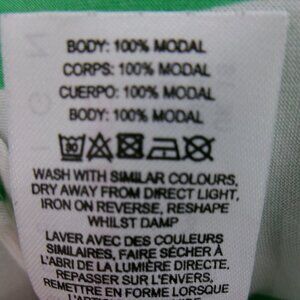 BODY: 100% MODAL
CORPS: 100% MODAL
CUERPO: 100% MODAL
BODY: 100% MODAL
WASH WITH SIMILAR COLOURS,
DRY AWAY FROM DIRECT LIGHT,
IRON ON REVERSE, RESHAPE
WHILST DAMP
LAVER AVEC DES COULEURS
SIMILAIRES, FAIRE SÉCHER À
L'ABRI DE LA LUMIÈRE DIRECTE,
REPASSER SUR L'ENVERS,
REMETTRE EN FORME LORSQUE